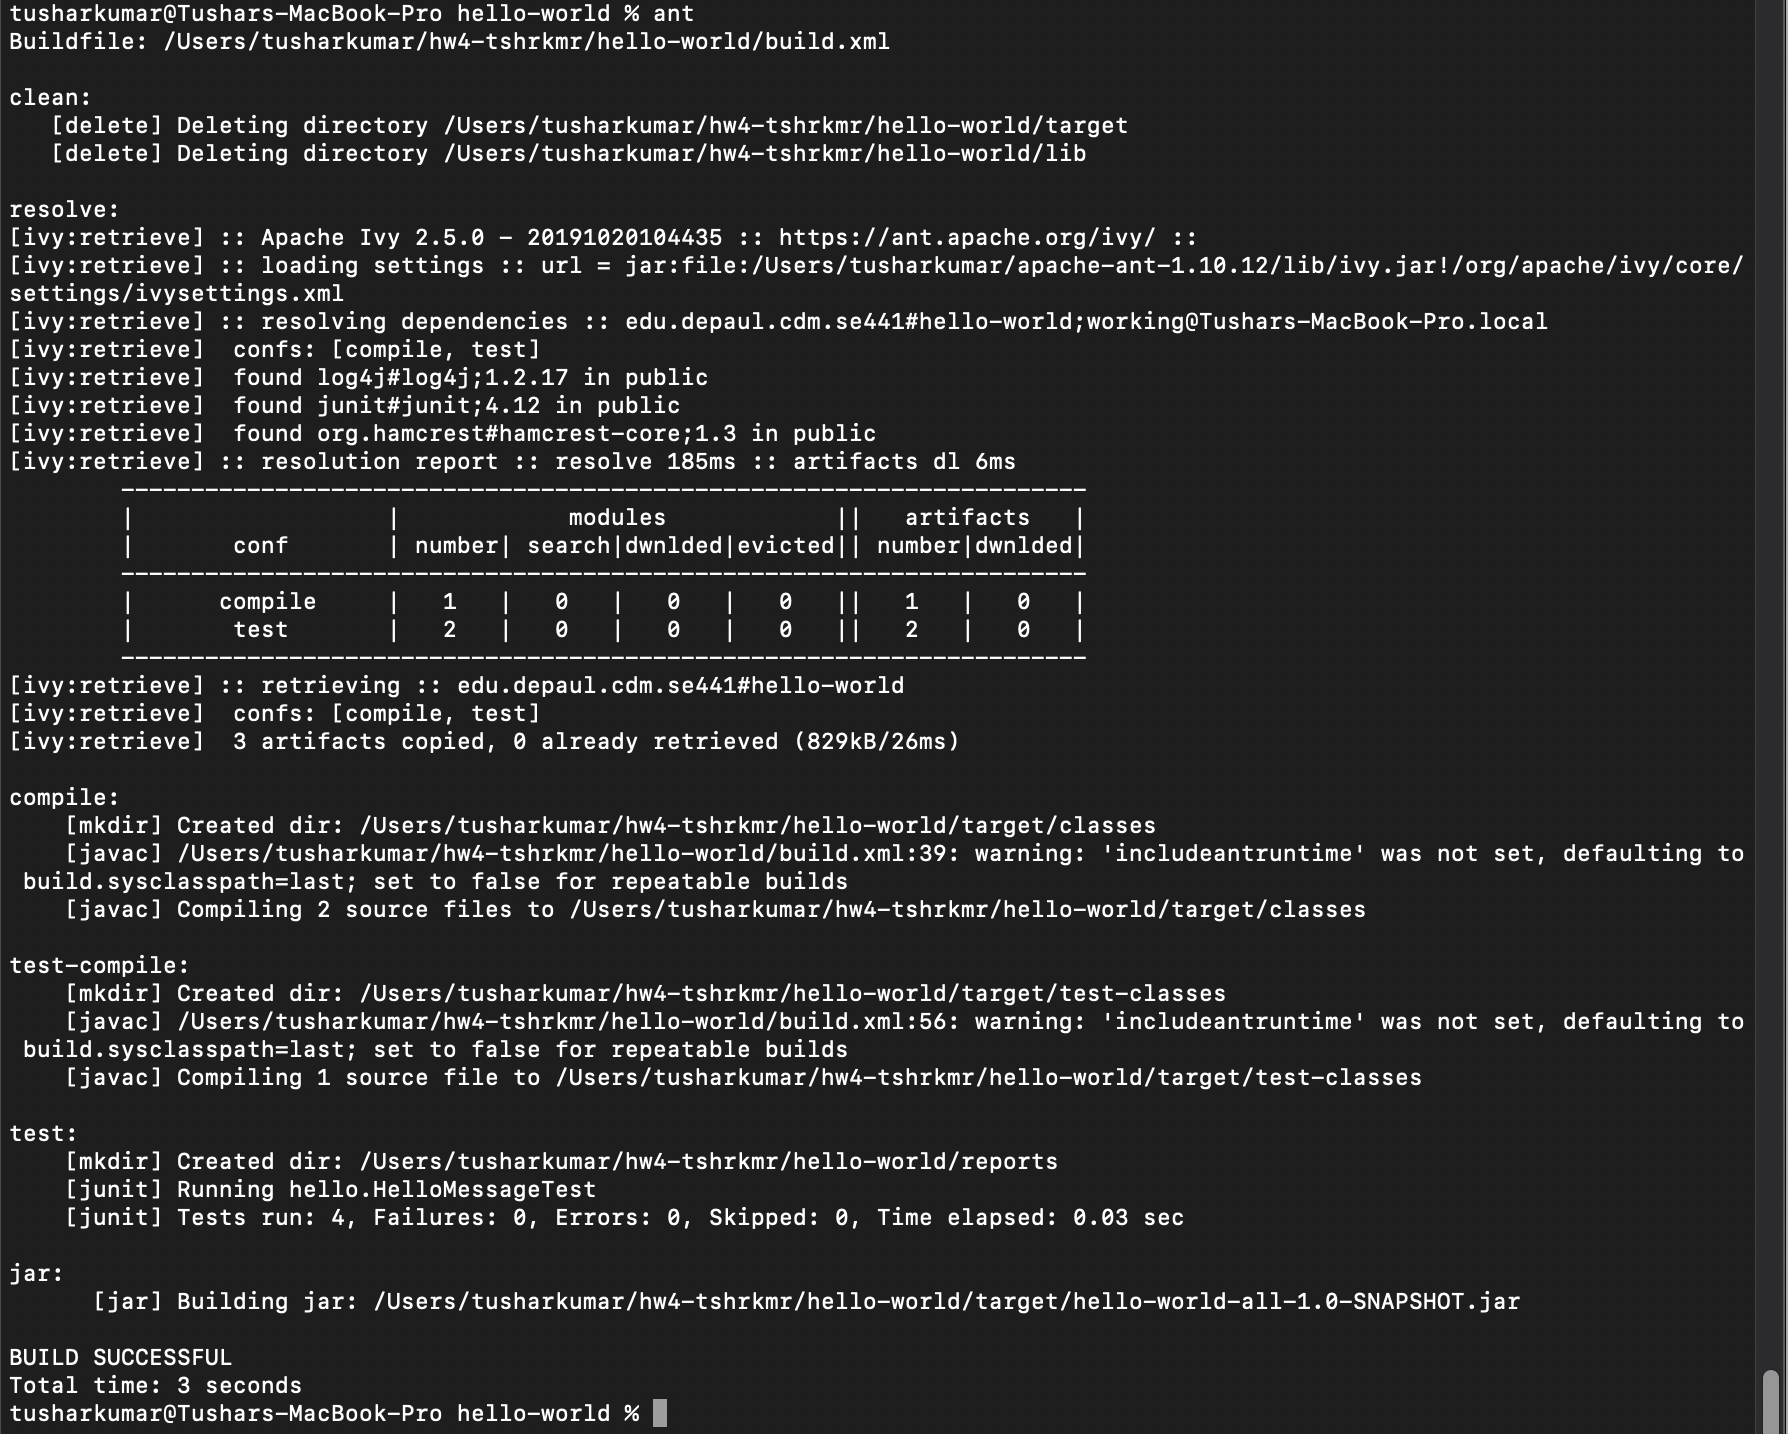 tusharkumar@Tushars-MacBook-Pro hello-world % ant
Buildfile: /Users/tusharkumar/hw4-tshrkmr/hello-world/build.xml

clean:
   [delete] Deleting directory /Users/tusharkumar/hw4-tshrkmr/hello-world/target
   [delete] Deleting directory /Users/tusharkumar/hw4-tshrkmr/hello-world/lib

resolve:
[ivy:retrieve] :: Apache Ivy 2.5.0 - 20191020104435 :: https://ant.apache.org/ivy/ ::
[ivy:retrieve] :: loading settings :: url = jar:file:/Users/tusharkumar/apache-ant-1.10.12/lib/ivy.jar!/org/apache/ivy/core/
settings/ivysettings.xml
[ivy:retrieve] :: resolving dependencies :: edu.depaul.cdm.se441#hello-world;working@Tushars-MacBook-Pro.local
[ivy:retrieve]  confs: [compile, test]
[ivy:retrieve]  found log4j#log4j;1.2.17 in public
[ivy:retrieve]  found junit#junit;4.12 in public
[ivy:retrieve]  found org.hamcrest#hamcrest-core;1.3 in public
[ivy:retrieve] :: resolution report :: resolve 185ms :: artifacts dl 6ms
        ---------------------------------------------------------------------
        |                  |            modules            ||   artifacts   |
        |       conf       | number| search|dwnlded|evicted|| number|dwnlded|
        ---------------------------------------------------------------------
        |      compile     |   1   |   0   |   0   |   0   ||   1   |   0   |
        |       test       |   2   |   0   |   0   |   0   ||   2   |   0   |
        ---------------------------------------------------------------------
[ivy:retrieve] :: retrieving :: edu.depaul.cdm.se441#hello-world
[ivy:retrieve]  confs: [compile, test]
[ivy:retrieve]  3 artifacts copied, 0 already retrieved (829kB/26ms)

compile:
    [mkdir] Created dir: /Users/tusharkumar/hw4-tshrkmr/hello-world/target/classes
    [javac] /Users/tusharkumar/hw4-tshrkmr/hello-world/build.xml:39: warning: 'includeantruntime' was not set, defaulting to
 build.sysclasspath=last; set to false for repeatable builds
    [javac] Compiling 2 source files to /Users/tusharkumar/hw4-tshrkmr/hello-world/target/classes

test-compile:
    [mkdir] Created dir: /Users/tusharkumar/hw4-tshrkmr/hello-world/target/test-classes
    [javac] /Users/tusharkumar/hw4-tshrkmr/hello-world/build.xml:56: warning: 'includeantruntime' was not set, defaulting to
 build.sysclasspath=last; set to false for repeatable builds
    [javac] Compiling 1 source file to /Users/tusharkumar/hw4-tshrkmr/hello-world/target/test-classes

test:
    [mkdir] Created dir: /Users/tusharkumar/hw4-tshrkmr/hello-world/reports
    [junit] Running hello.HelloMessageTest
    [junit] Tests run: 4, Failures: 0, Errors: 0, Skipped: 0, Time elapsed: 0.03 sec

jar:
      [jar] Building jar: /Users/tusharkumar/hw4-tshrkmr/hello-world/target/hello-world-all-1.0-SNAPSHOT.jar

BUILD SUCCESSFUL
Total time: 3 seconds
tusharkumar@Tushars-MacBook-Pro hello-world %